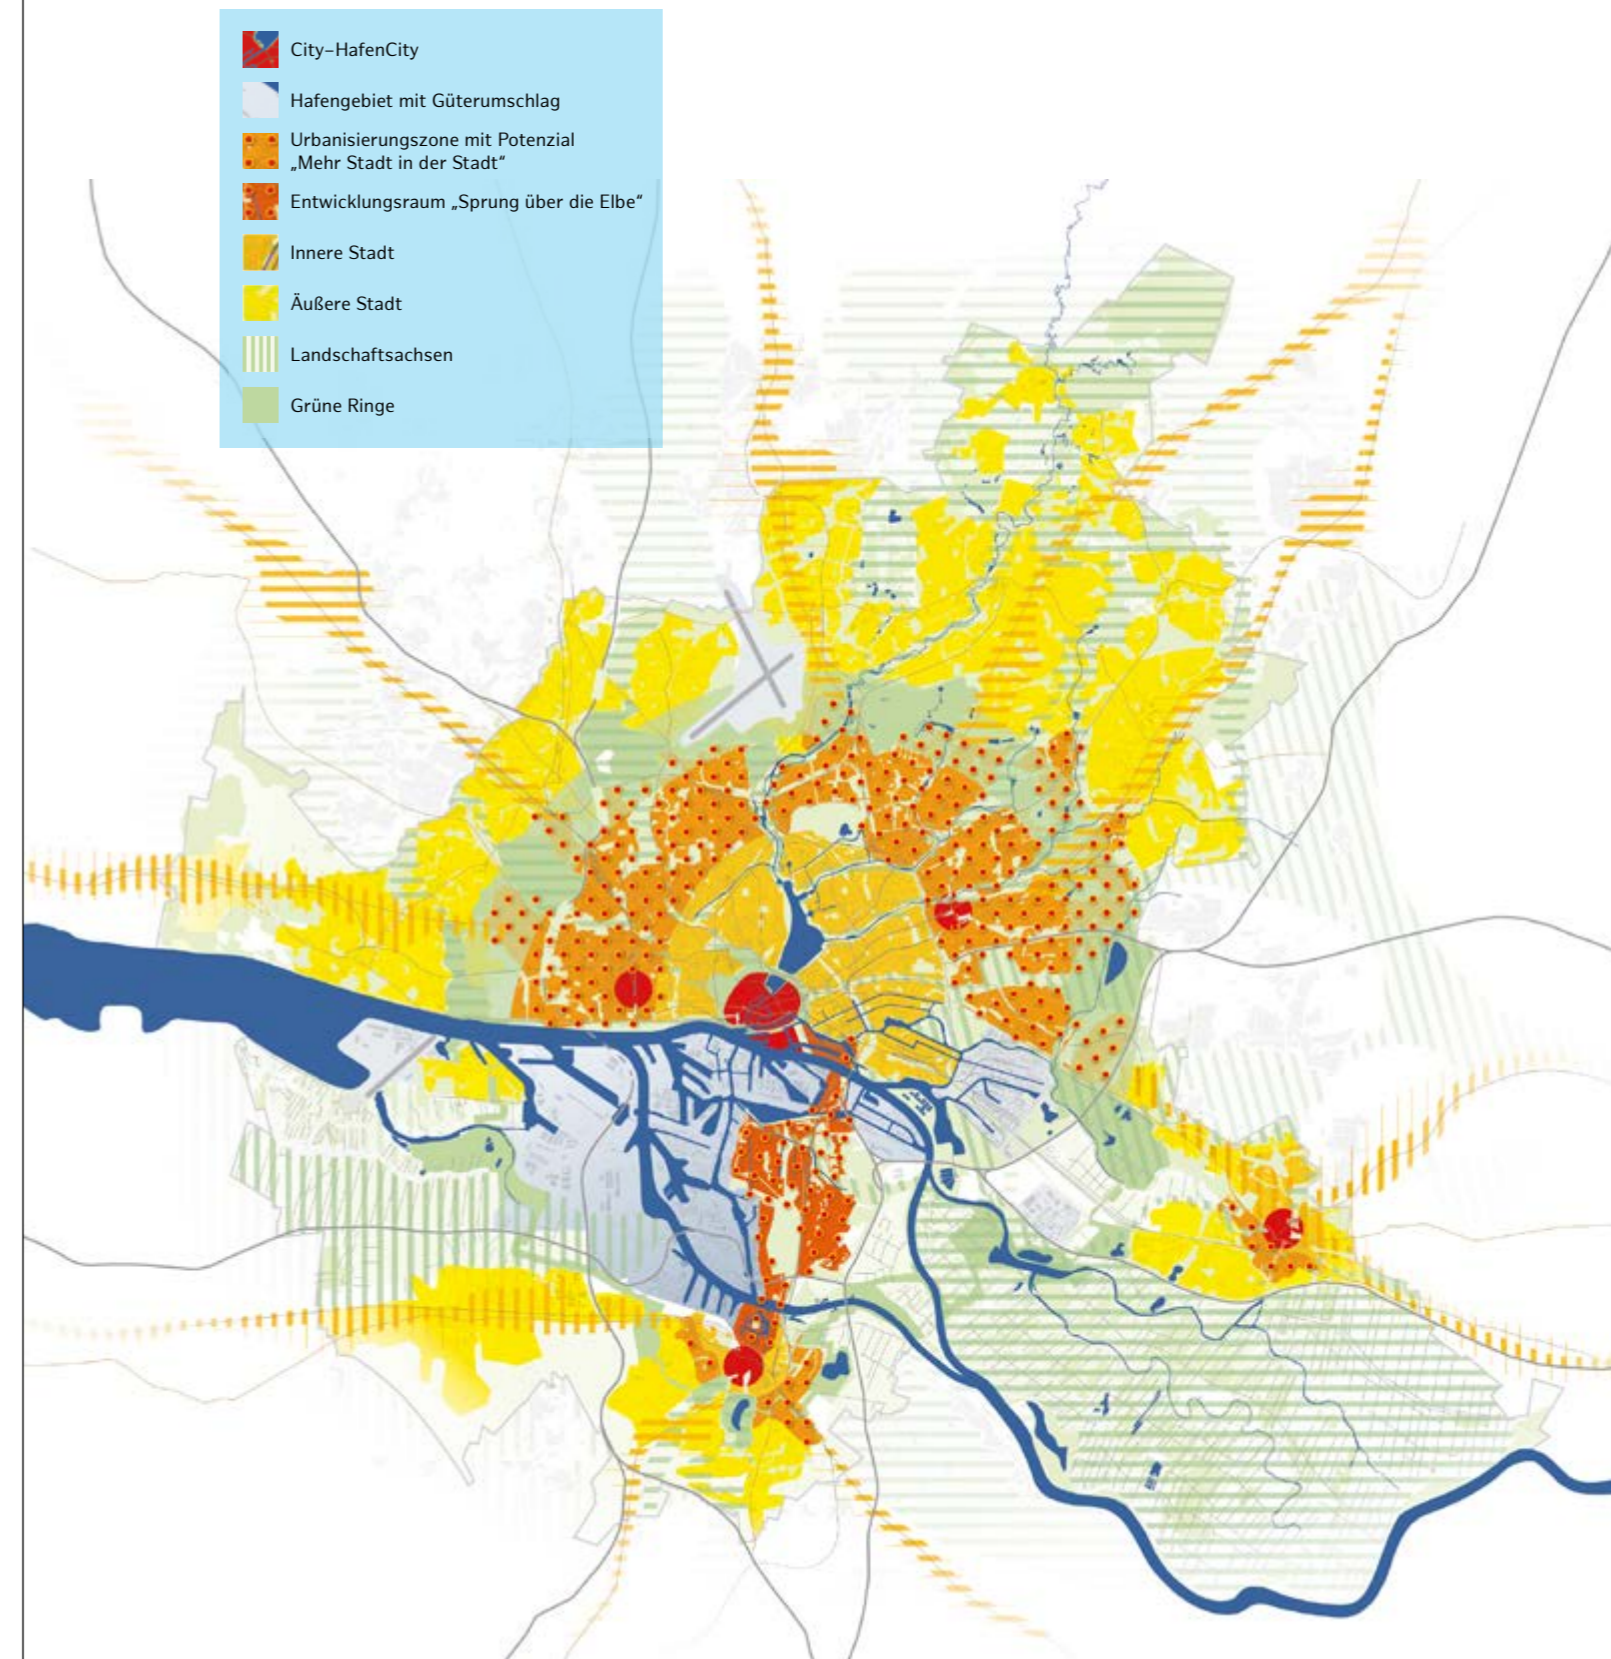 City–HafenCity
Hafengebiet mit Güterumschlag
Urbanisierungszone mit Potenzial
„Mehr Stadt in der Stadt“
Entwicklungsraum „Sprung über die Elbe“
Innere Stadt
Äußere Stadt
Landschaftsachsen
Grüne Ringe